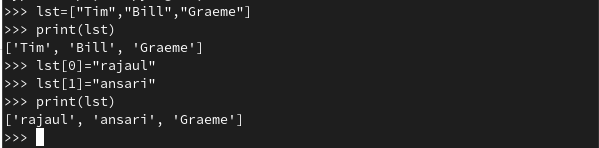 >>> lst=["Tim","Bill","Graeme"]
>>> print(lst)
['Tim', 'Bill', 'Graeme']
>>> lst[0]="rajaul"
>>> lst[1]="ansari"
>>> print(lst)
['rajaul', 'ansari', 'Graeme']
>>>